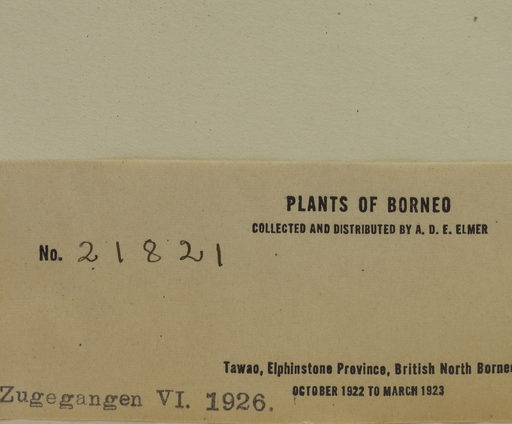 PLANTS OF BORNEO
COLLECTED AND DISTRIBUTED BY A. D. E. ELMER
No. 21821
Tawao, Elphinstone Province, British North Borneo
OCTOBER 1922 TO MARCH 1923
Zugegangen VI. 1926.